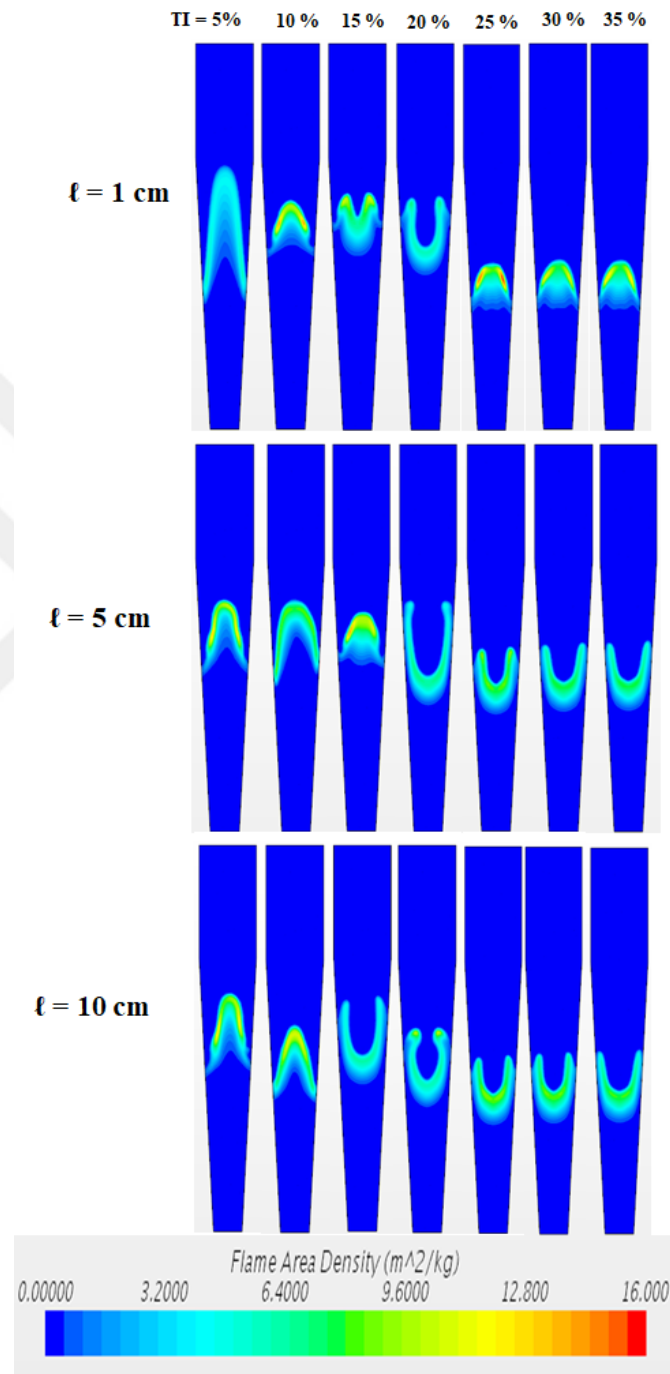 TI = 5% 10 % 15 % 20 % 25 % 30 % 35 %
ℓ = 1 cm
ℓ = 5 cm
ℓ = 10 cm
Flame Area Density (m^2/kg)
0.00000 3.2000 6.4000 9.6000 12.800 16.000